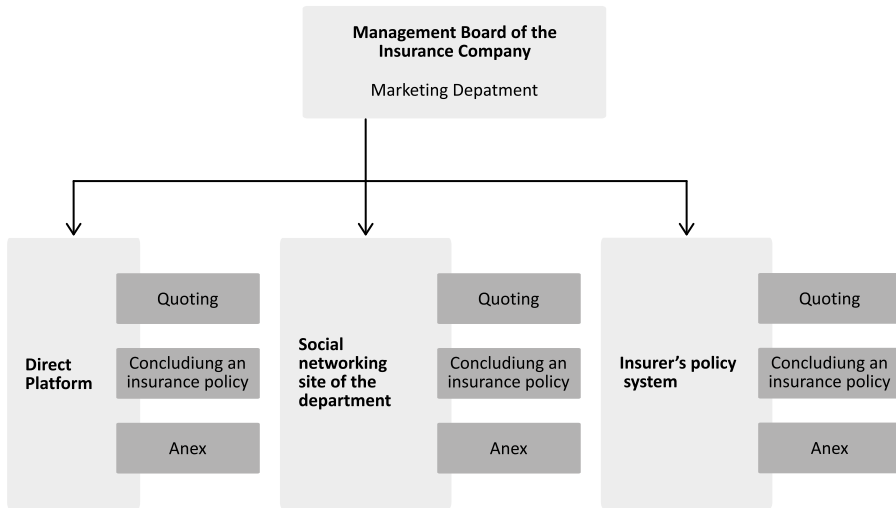 Management Board of the
Insurance Company
Marketing Depatment
Direct
Platform
Quoting
Concludiung an
insurance policy
Anex
Social
networking
site of the
department
Quoting
Concludiung an
insurance policy
Anex
Insurer's policy
system
Quoting
Concludiung an
insurance policy
Anex